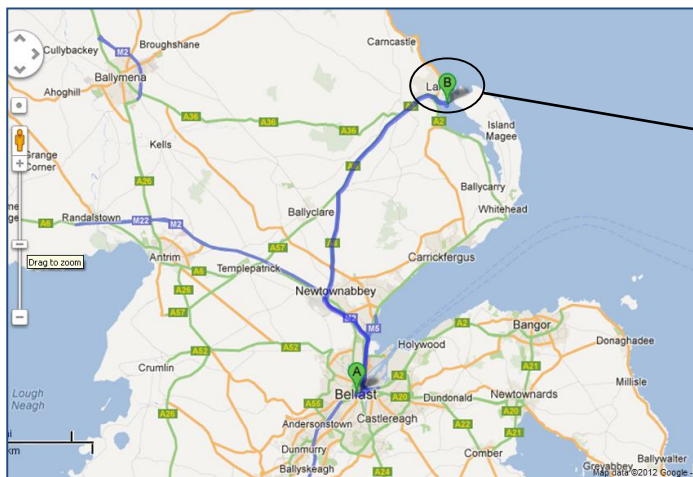 Carncastle
Cullybackey
M2
Broughshane
Ballymena
Ahoghill
A36
A36
A36
B
A2
Island
Magee
Kells
Grange
Corner
A26
Ballycarry
Ballyclare
Whitehead
A6
Randalstown
M22
M2
A57
Antrim
A6
Templepatrick
Carrickfergus
Drag to zoom
A26
A57
Newtownabbey
M2
M5
A2
Bangor
Holywood
Donaghadee
A52
A52
Crumlin
A
A2
A21
Millisle
Belfast
A20
Dundonald
Newtownards
Lough
Neagh
A55
A26
Castlereagh
A20
Andersonstown
A21
Dunmurry
Comber
Ballywalter
km
Ballyskeagh
A24
Greyabbey
Map data ©2012 Google -